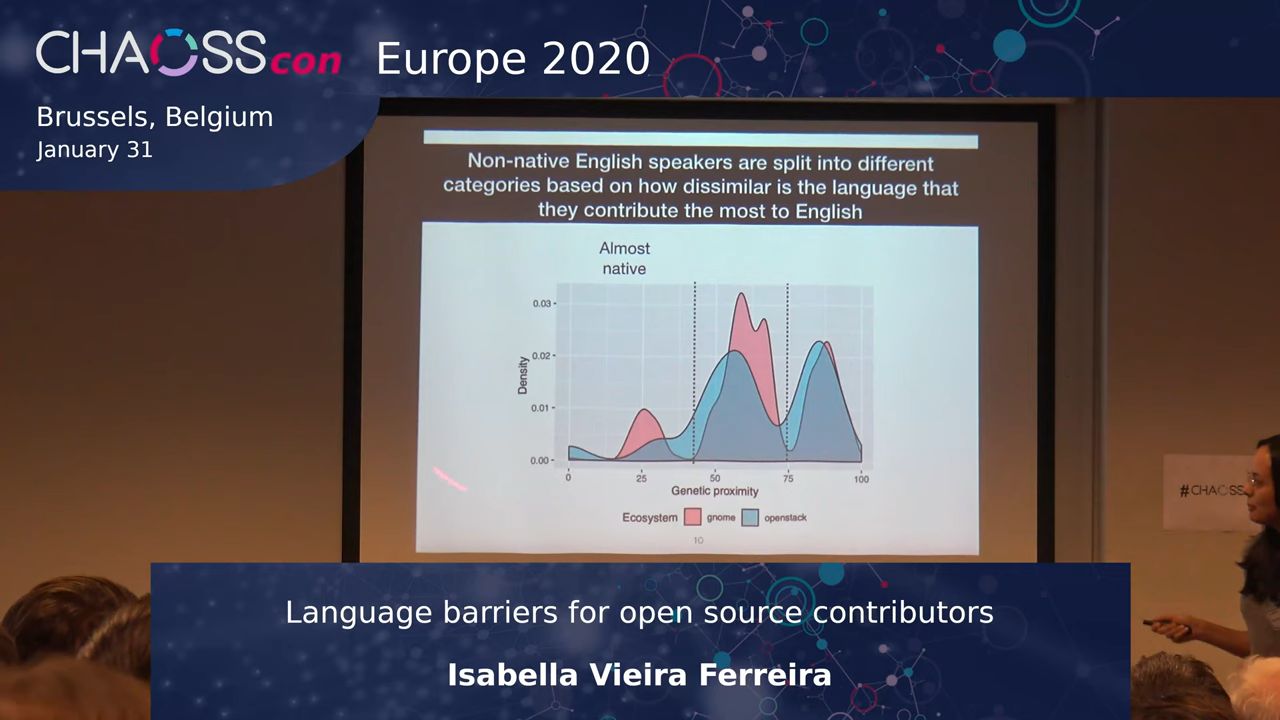 CHAOSScon Europe 2020
Brussels, Belgium
January 31
Non-native English speakers are split into different
categories based on how dissimilar is the language that
they contribute the most to English
Almost
native
0.03
0.02
0.01
0.00
Density
0
25
50
75
100
Genetic proximity
Ecosystem gnome openstack
10
#CHAOSS
Language barriers for open source contributors
Isabella Vieira Ferreira